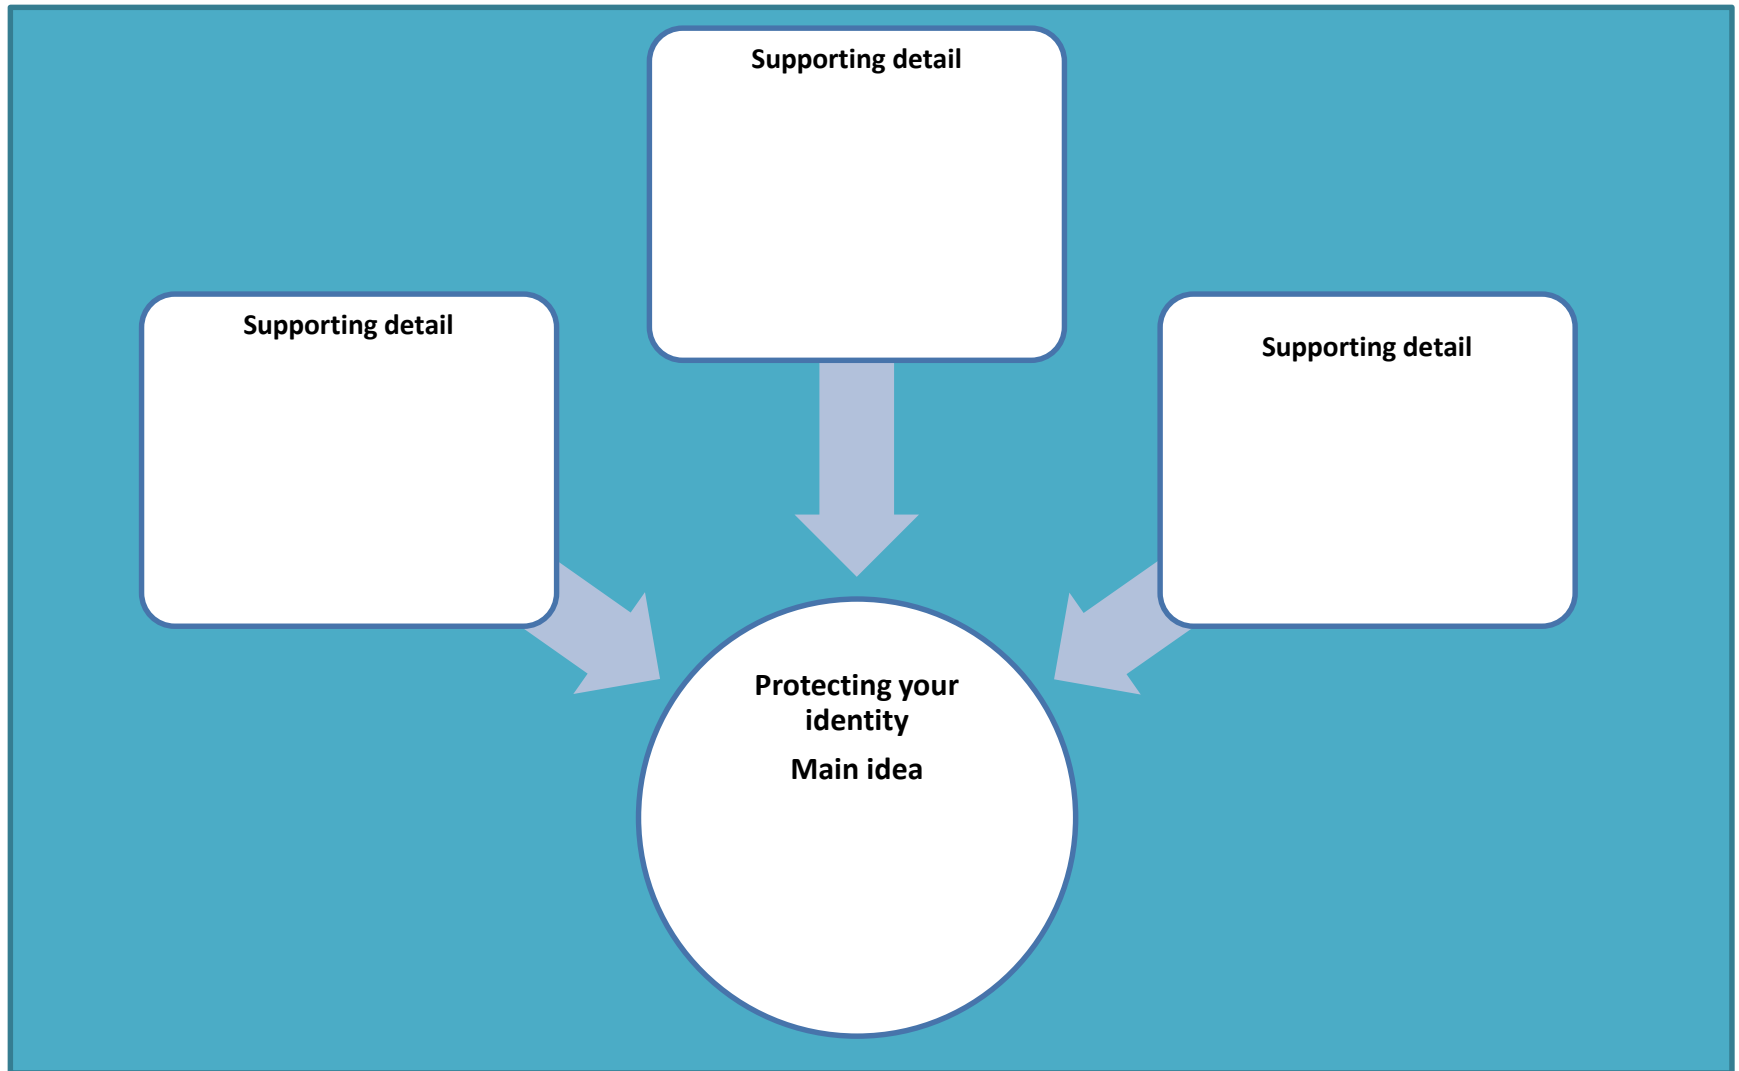 Supporting detail
Supporting detail
Supporting detail
Protecting your
identity
Main idea